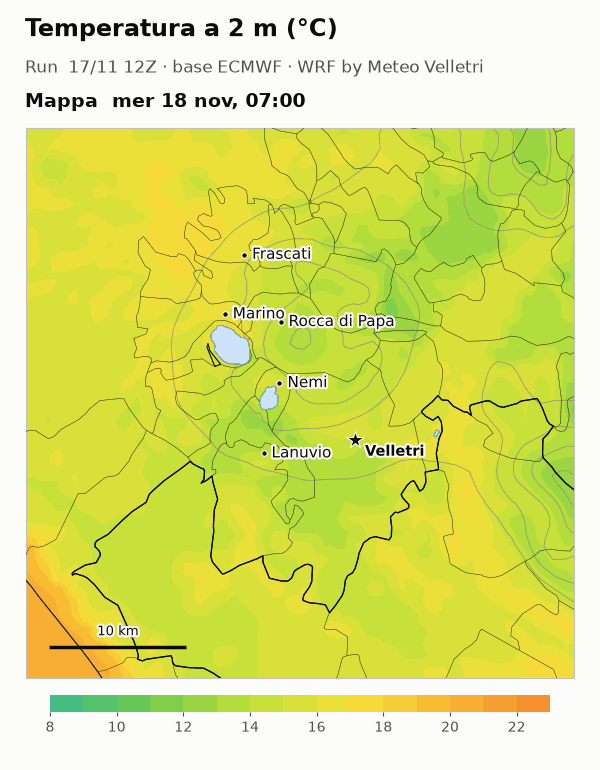 Temperatura a 2 m (°C)
Run  17/11 12Z · base ECMWF · WRF by Meteo Velletri
Mappa  mer 18 nov, 07:00
Frascati
Marino
Rocca di Papa
Nemi
Velletri
Lanuvio
10 km
8 10 12 14 16 18 20 22